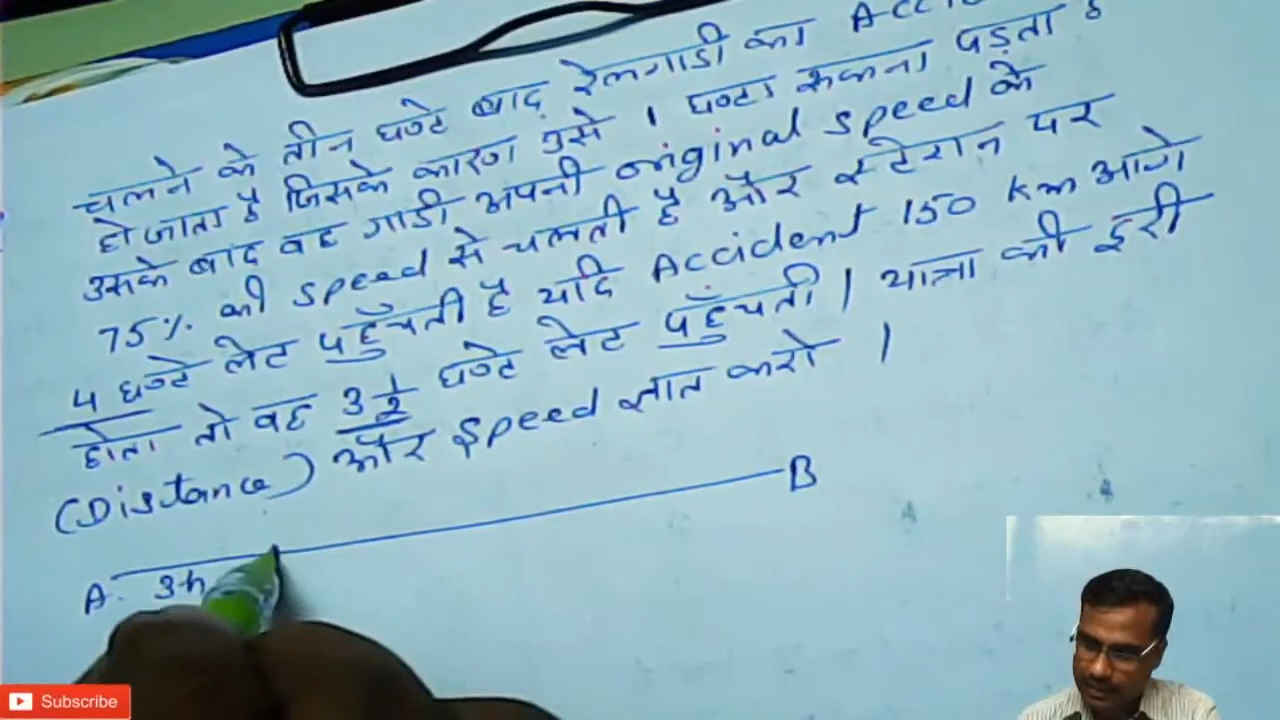 चलने के तीन घण्टे बाद रेलगाडी का
हो जाता है जिसके कारण उसे 1 घण्टा रूकना पड़ता है
उसके बाद वह गाडी अपनी original speed के
75% की speed से चलती है और स्टेशन पर
4 घण्टे लेट पहुँचती है यदि Accident 150 km आगे
होता तो वह 3 1/2 घण्टे लेट पहुँचती। यात्रा की दूरी
(Distance) और speed ज्ञात करो ।
B
A. 3h
Subscribe